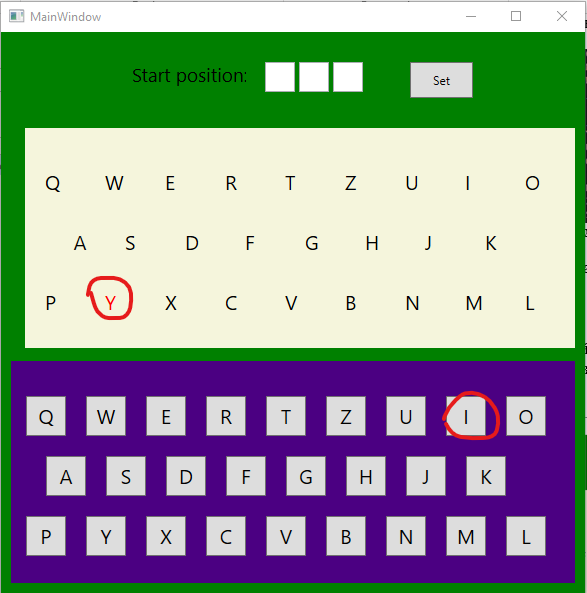 MainWindow
Start position: Set
Q W E R T Z U I O
A S D F G H J K
P Y X C V B N M L
Q W E R T Z U I O
A S D F G H J K
P Y X C V B N M L